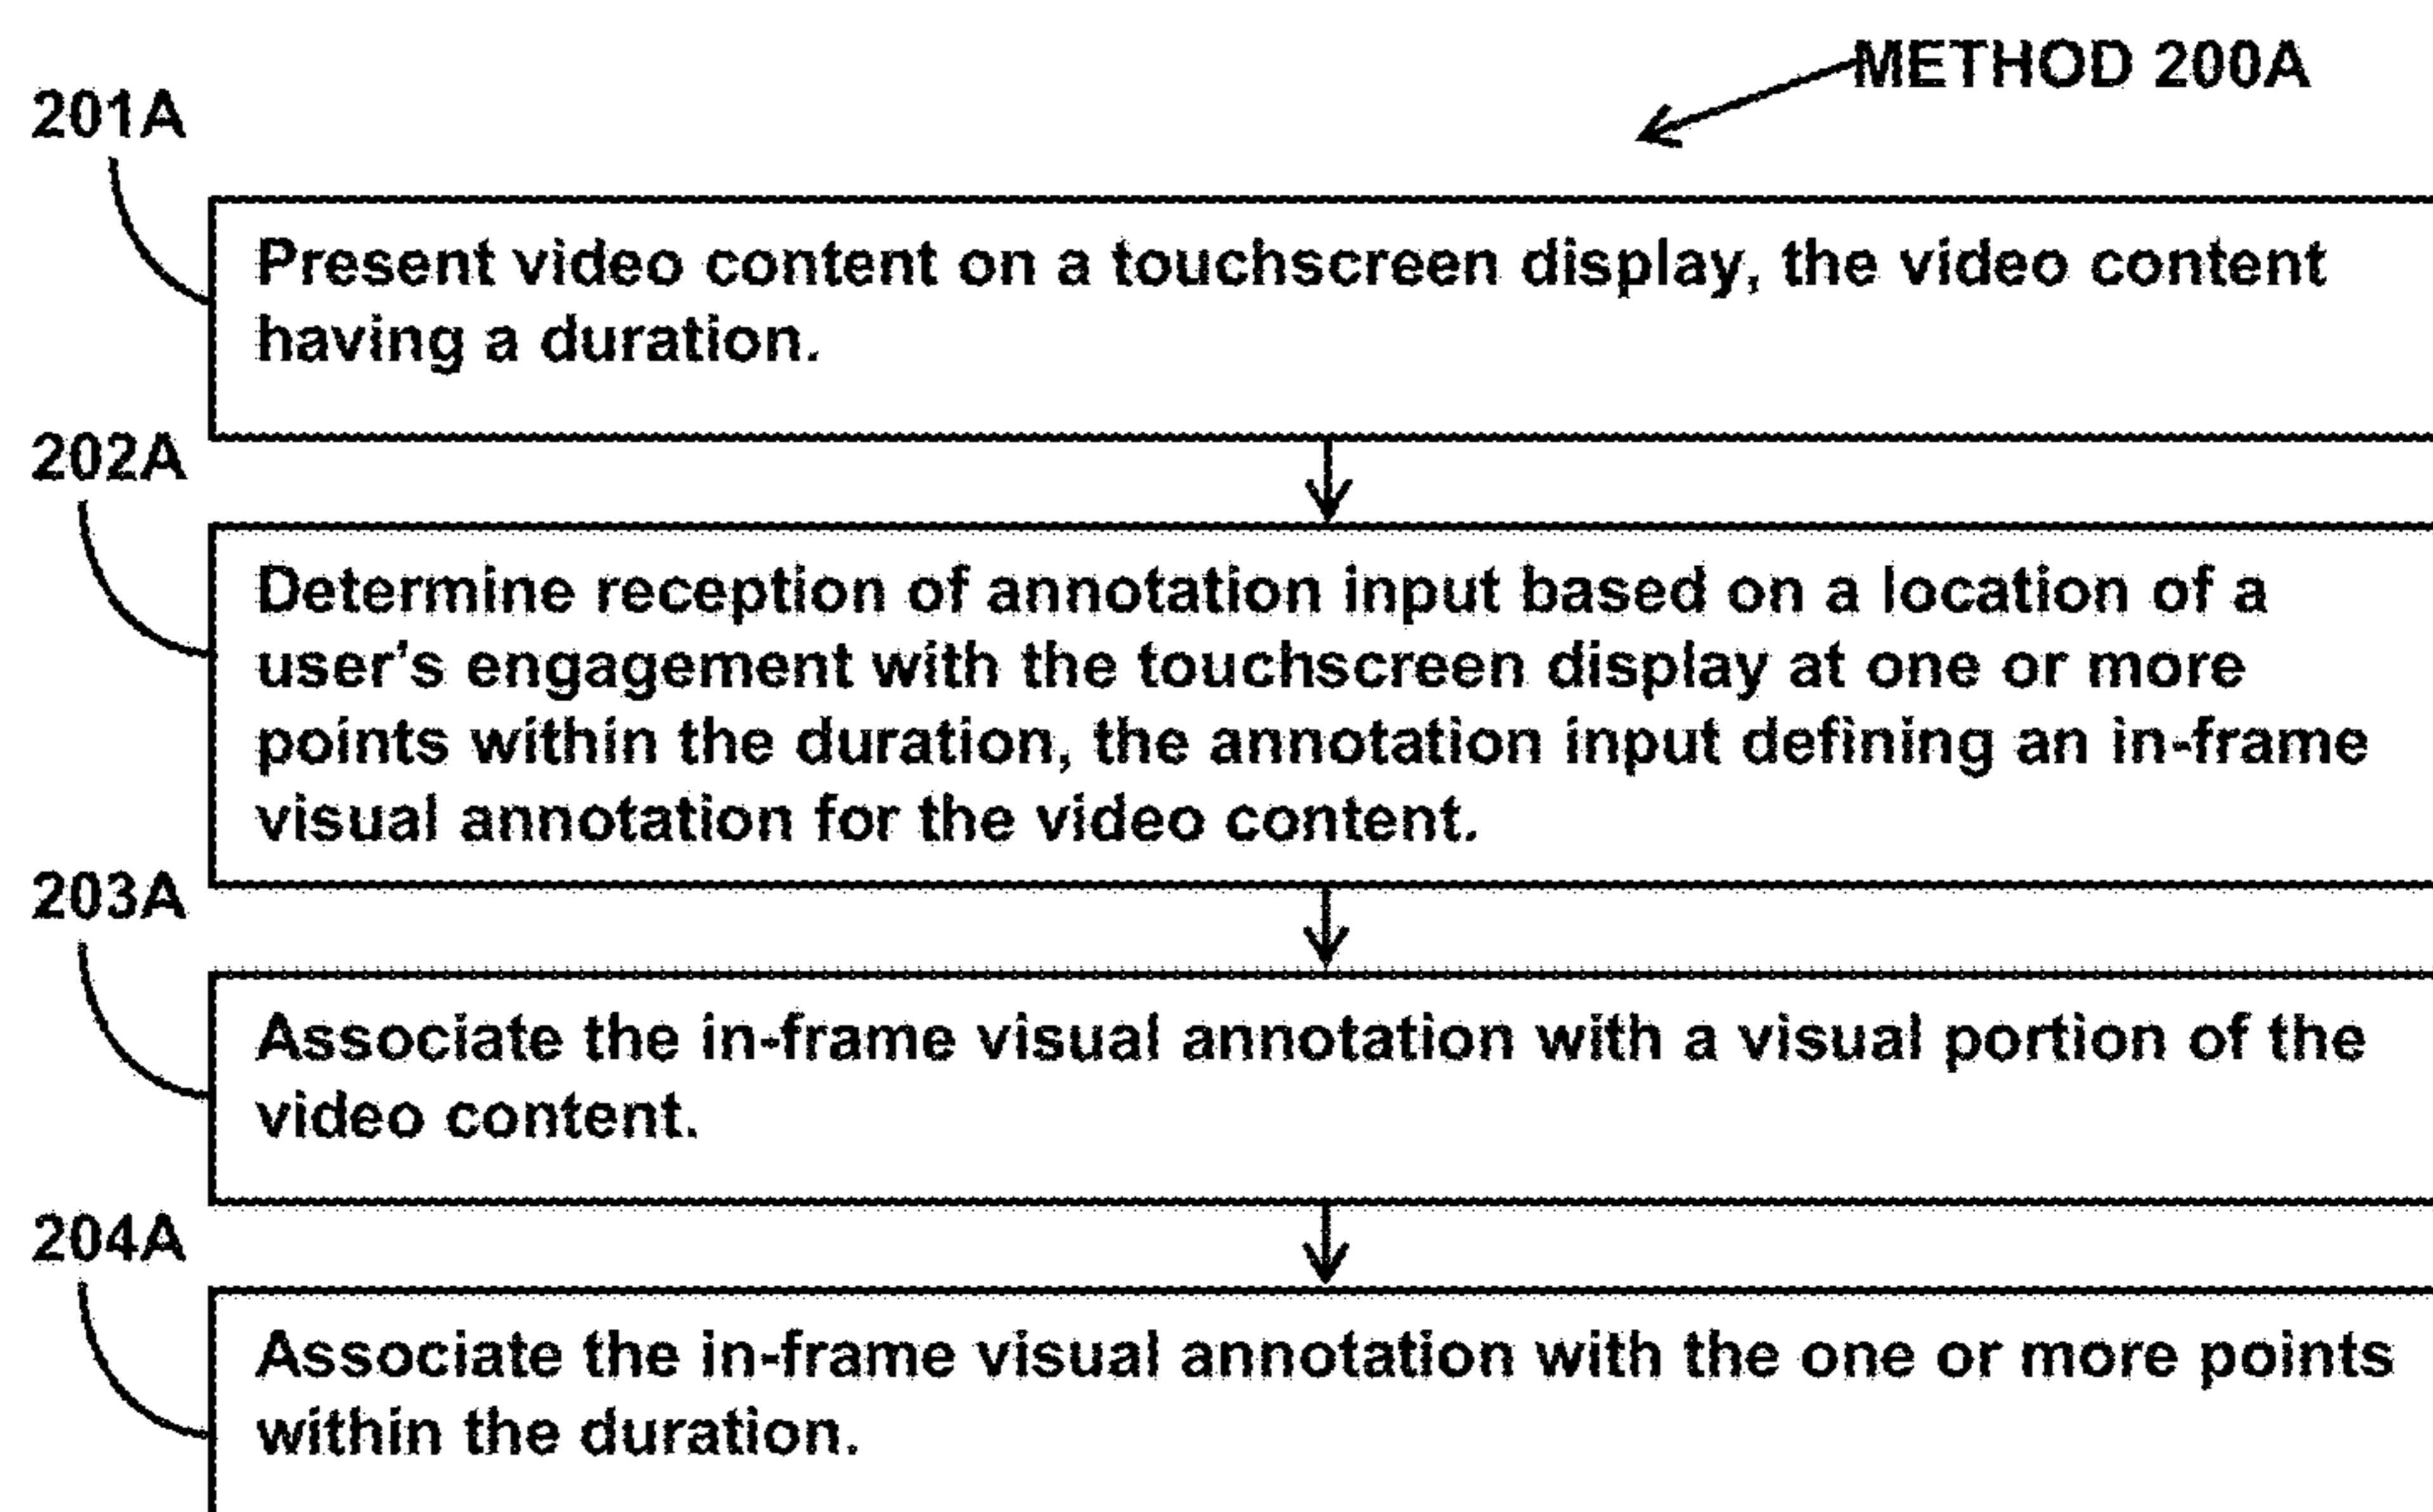 METHOD 200A
201A
Present video content on a touchscreen display, the video content
having a duration.
202A
Determine reception of annotation input based on a location of a
user's engagement with the touchscreen display at one or more
points within the duration, the annotation input defining an in-frame
visual annotation for the video content.
203A
Associate the in-frame visual annotation with a visual portion of the
video content.
204A
Associate the in-frame visual annotation with the one or more points
within the duration.